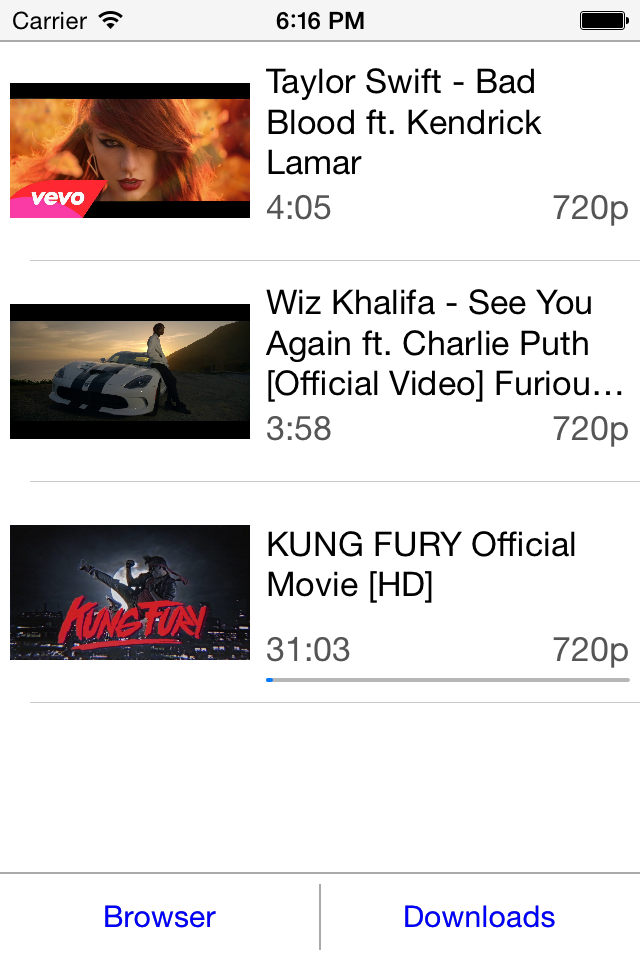 Carrier 6:16 PM
Taylor Swift - Bad
Blood ft. Kendrick
Lamar
vevo
4:05 720p
Wiz Khalifa - See You
Again ft. Charlie Puth
[Official Video] Furiou…
3:58 720p
KUNG FURY Official
Movie [HD]
KUNG FURY
31:03 720p
Browser Downloads